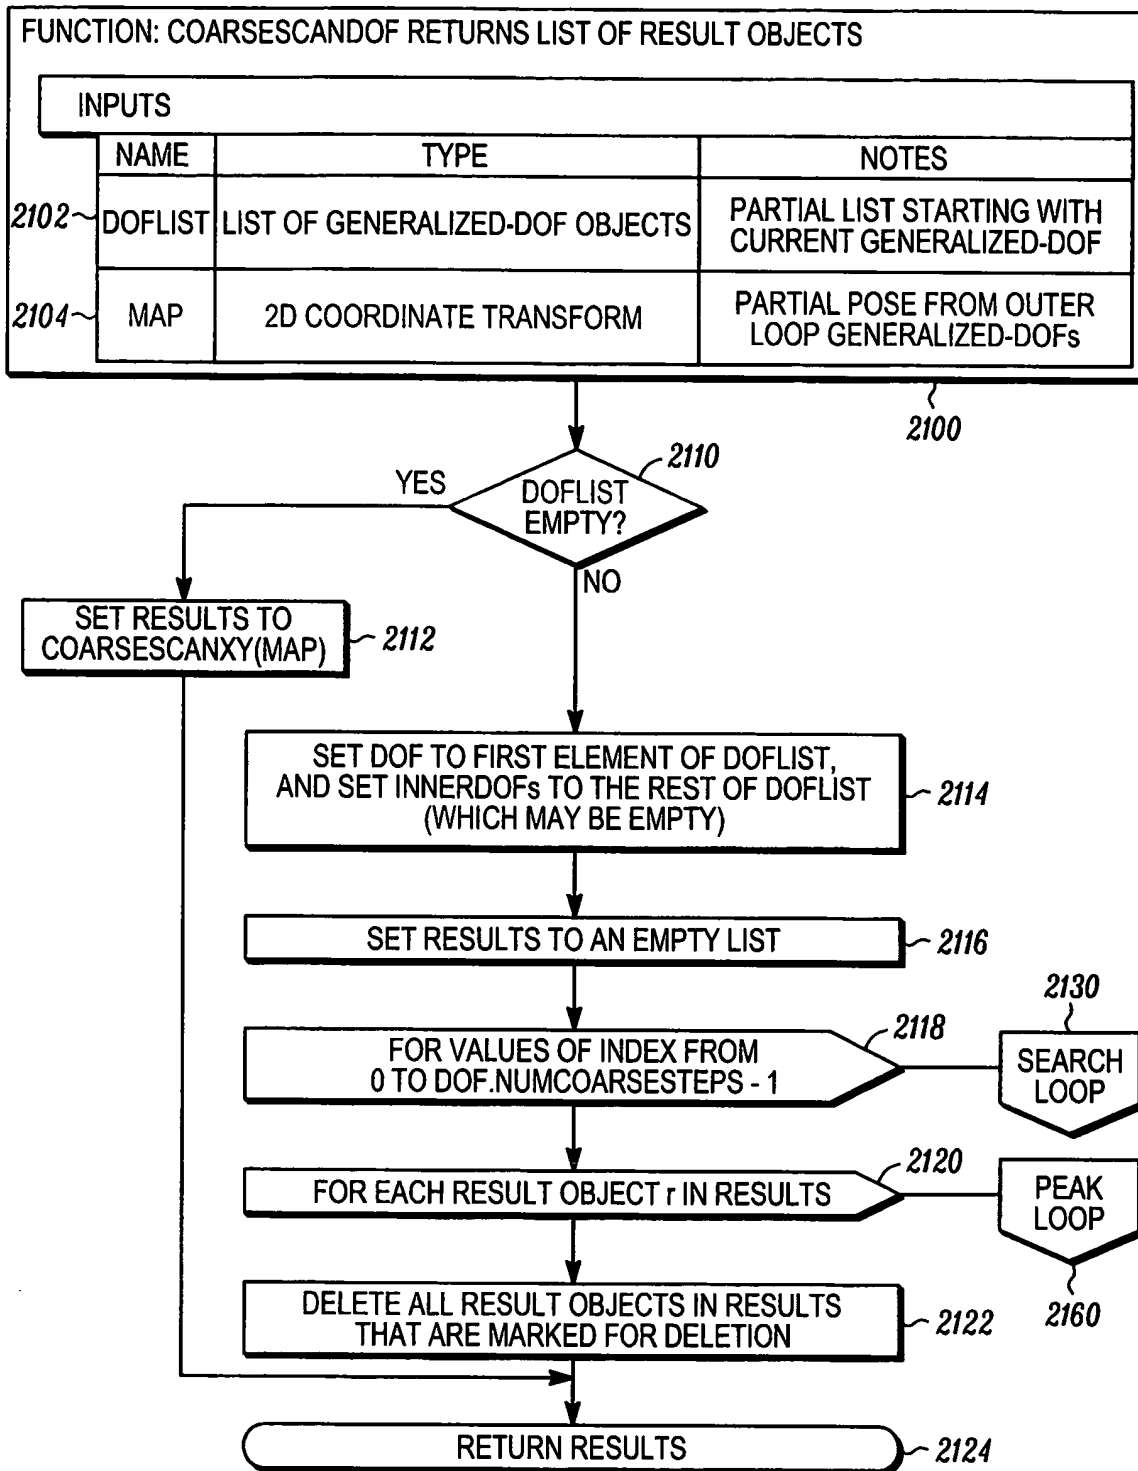 FUNCTION: COARSESCANDOF RETURNS LIST OF RESULT OBJECTS
INPUTS
NAME TYPE NOTES
2102 DOFLIST LIST OF GENERALIZED-DOF OBJECTS PARTIAL LIST STARTING WITH
CURRENT GENERALIZED-DOF
2104 MAP 2D COORDINATE TRANSFORM PARTIAL POSE FROM OUTER
LOOP GENERALIZED-DOFs
2100
2110
YES
DOFLIST
EMPTY?
NO
SET RESULTS TO
COARSESCANXY(MAP)
2112
SET DOF TO FIRST ELEMENT OF DOFLIST,
AND SET INNERDOFs TO THE REST OF DOFLIST
(WHICH MAY BE EMPTY)
2114
SET RESULTS TO AN EMPTY LIST
2116
2118
FOR VALUES OF INDEX FROM
0 TO DOF.NUMCOARSESTEPS - 1
2130
SEARCH
LOOP
2120
FOR EACH RESULT OBJECT r IN RESULTS
PEAK
LOOP
2160
DELETE ALL RESULT OBJECTS IN RESULTS
THAT ARE MARKED FOR DELETION
2122
RETURN RESULTS
2124